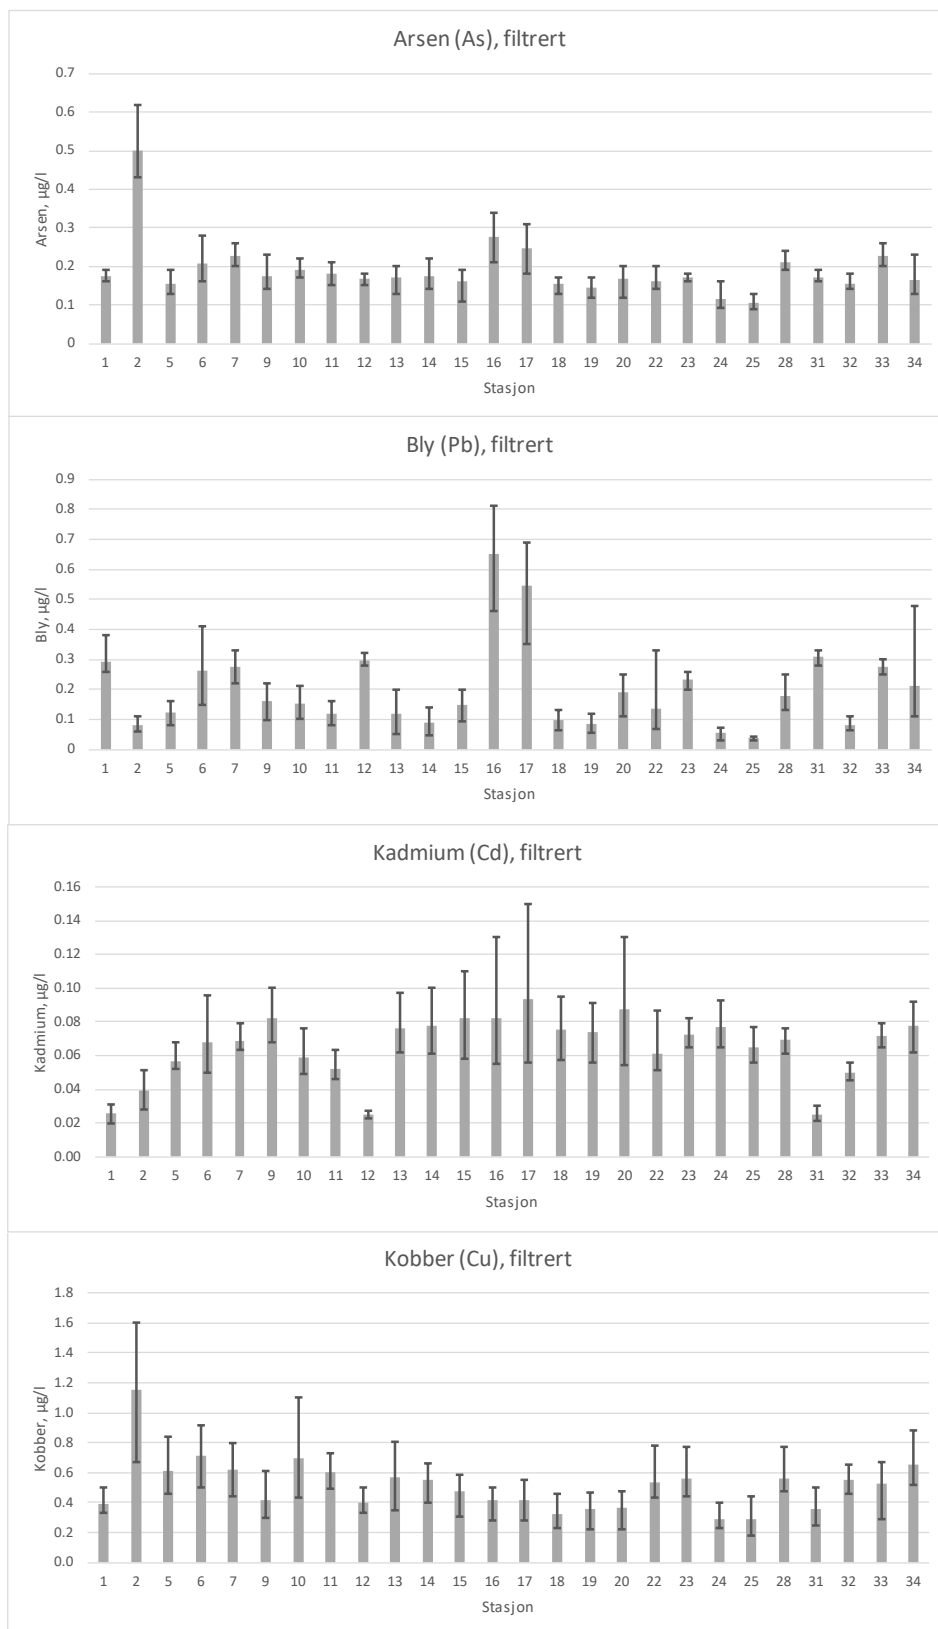 Arsen (As), filtrert
0.7
0.6
0.5
0.4
0.3
0.2
0.1
0
Arsen, µg/l
1 2 5 6 7 9 10 11 12 13 14 15 16 17 18 19 20 22 23 24 25 28 31 32 33 34
Stasjon
Bly (Pb), filtrert
0.9
0.8
0.7
0.6
0.5
0.4
0.3
0.2
0.1
0
Bly, µg/l
1 2 5 6 7 9 10 11 12 13 14 15 16 17 18 19 20 22 23 24 25 28 31 32 33 34
Stasjon
Kadmium (Cd), filtrert
0.16
0.14
0.12
0.10
0.08
0.06
0.04
0.02
0.00
Kadmium, µg/l
1 2 5 6 7 9 10 11 12 13 14 15 16 17 18 19 20 22 23 24 25 28 31 32 33 34
Stasjon
Kobber (Cu), filtrert
1.8
1.6
1.4
1.2
1.0
0.8
0.6
0.4
0.2
0.0
Kobber, µg/l
1 2 5 6 7 9 10 11 12 13 14 15 16 17 18 19 20 22 23 24 25 28 31 32 33 34
Stasjon